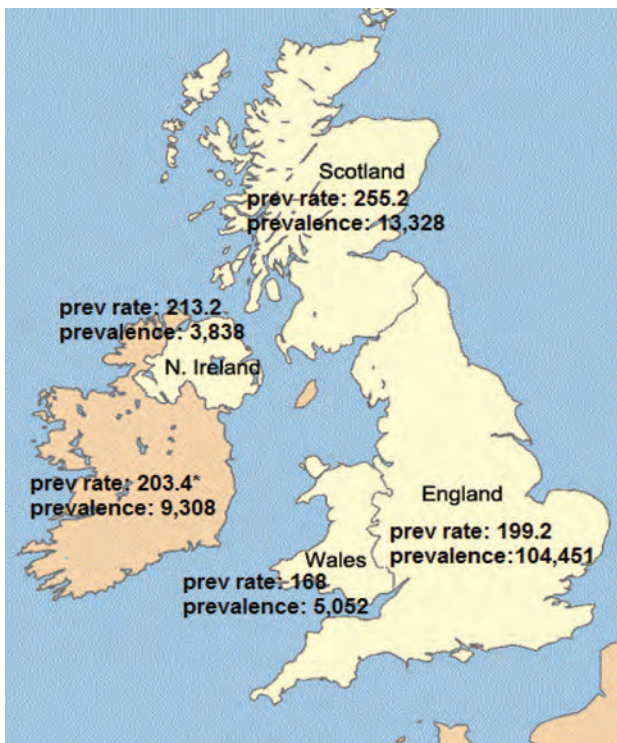 Scotland
prev rate: 255.2
prevalence: 13,328
prev rate: 213.2
prevalence: 3,838
N. Ireland
prev rate: 203.4*
prevalence: 9,308
England
prev rate: 199.2
prevalence:104,451
Wales
prev rate: 168
prevalence: 5,052